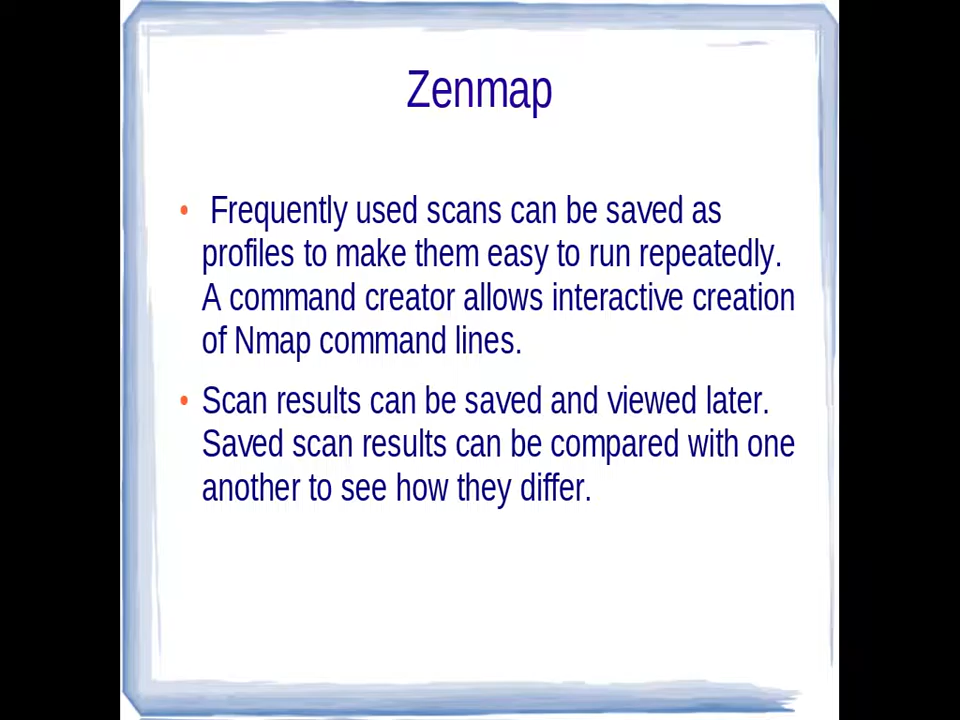 Zenmap
• Frequently used scans can be saved as
profiles to make them easy to run repeatedly.
A command creator allows interactive creation
of Nmap command lines.
• Scan results can be saved and viewed later.
Saved scan results can be compared with one
another to see how they differ.